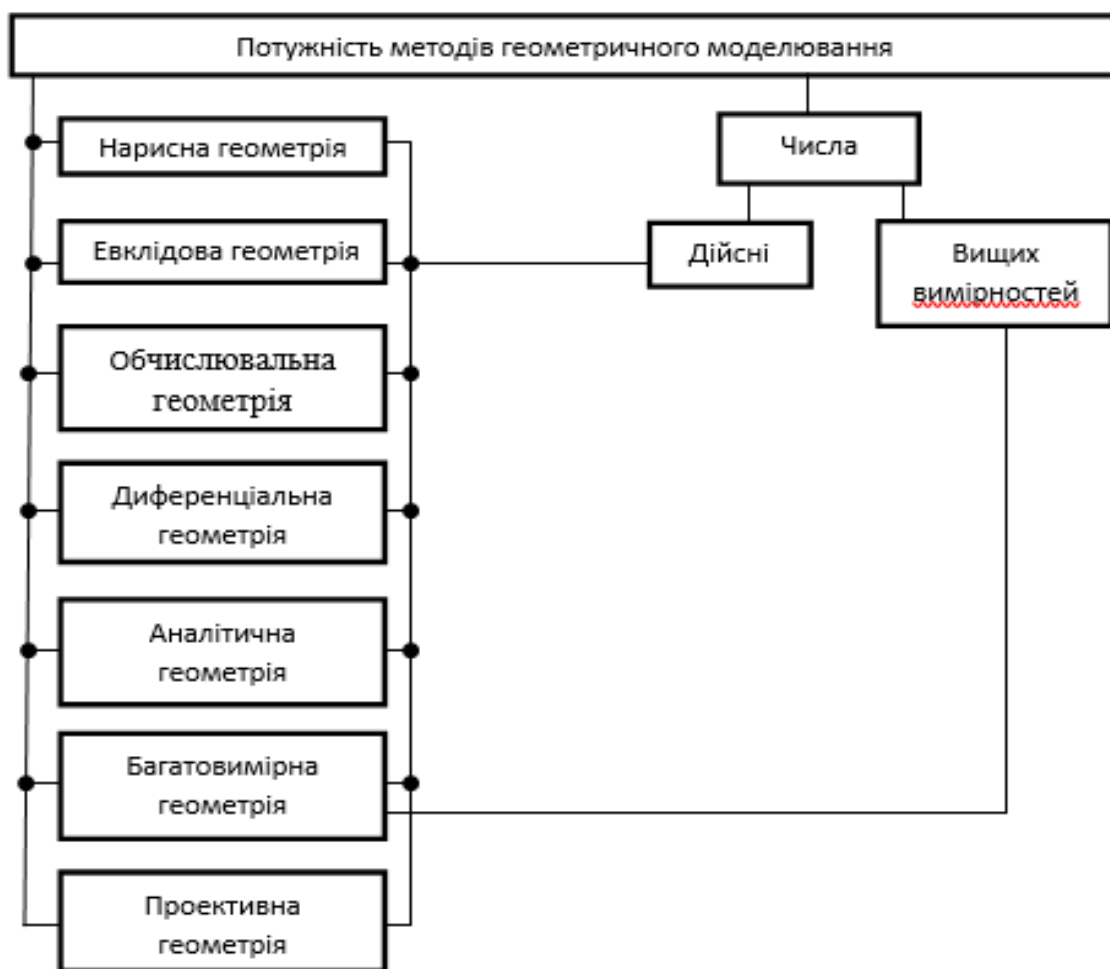 Потужність методів геометричного моделювання
Нарисна геометрія
Евклідова геометрія
Обчислювальна
геометрія
Диференціальна
геометрія
Аналітична
геометрія
Багатовимірна
геометрія
Проективна
геометрія
Числа
Дійсні
Вищих
вимірностей